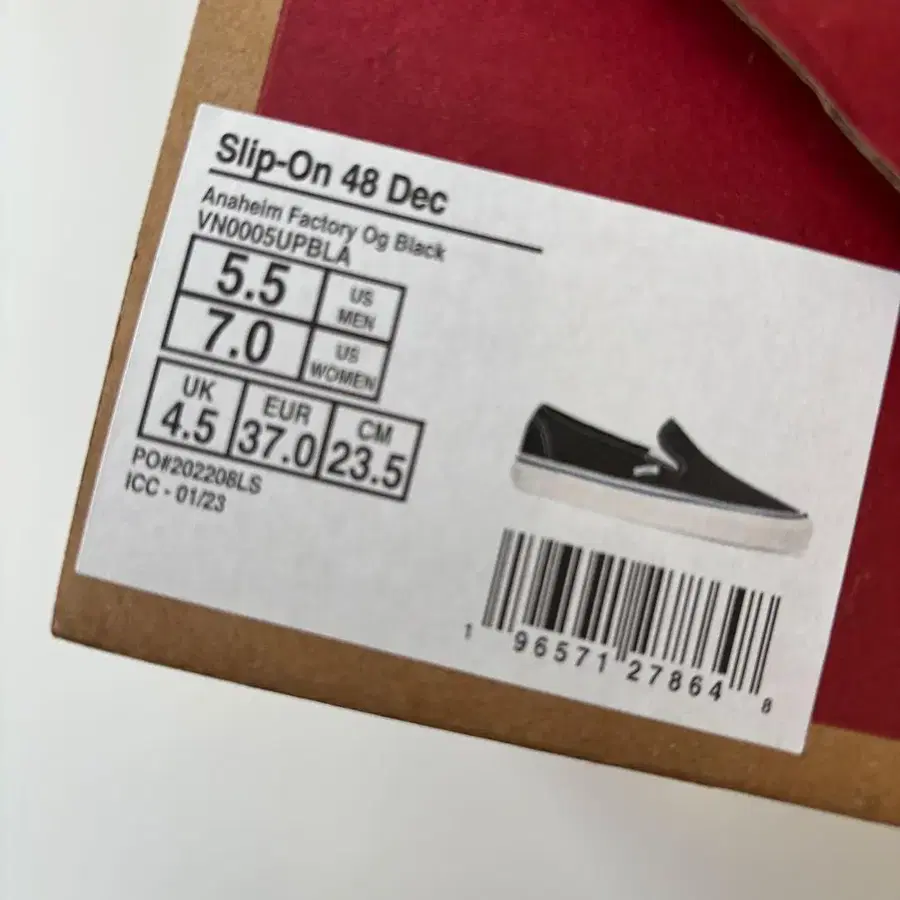 Slip-On 48 Dec
Anaheim Factory Og Black
VN0005UPBLA
5.5 US MEN
7.0 US WOMEN
UK EUR CM
4.5 37.0 23.5
PO#202208LS
ICC - 01/23
1 96571 27864 8